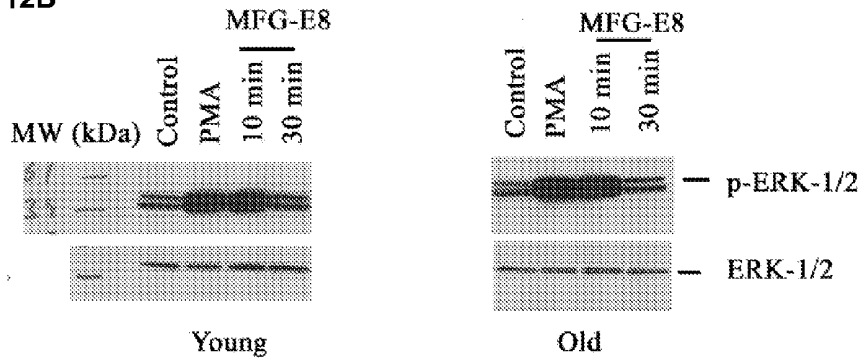 12B
MFG-E8
Control
PMA
10 min
30 min
MW (kDa)
p-ERK-1/2
ERK-1/2
Young
MFG-E8
Control
PMA
10 min
30 min
Old